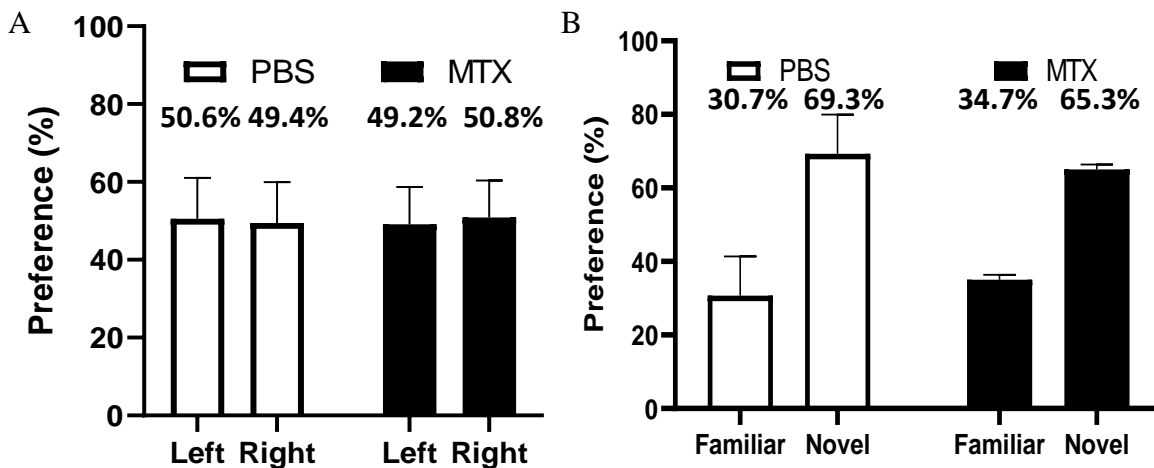 A
Preference (%)
100
80
60
40
20
0
PBS MTX
50.6% 49.4% 49.2% 50.8%
Left Right Left Right
B
Preference (%)
100
80
60
40
20
0
PBS MTX
30.7% 69.3% 34.7% 65.3%
Familiar Novel Familiar Novel